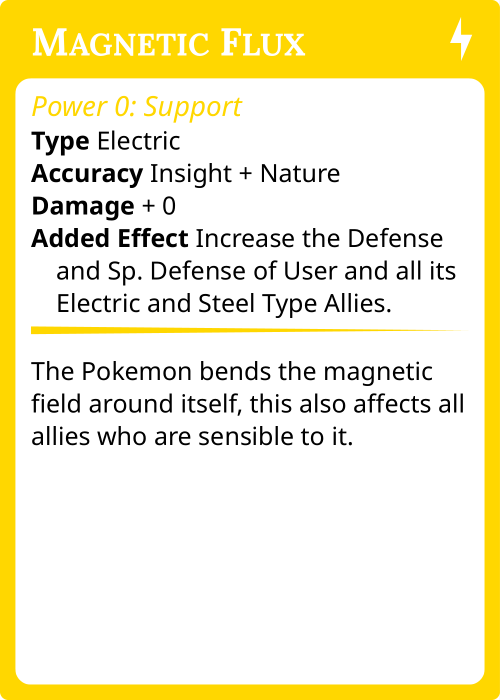 Magnetic Flux
Power 0: Support
Type Electric
Accuracy Insight + Nature
Damage + 0
Added Effect Increase the Defense
and Sp. Defense of User and all its
Electric and Steel Type Allies.
The Pokemon bends the magnetic
field around itself, this also affects all
allies who are sensible to it.